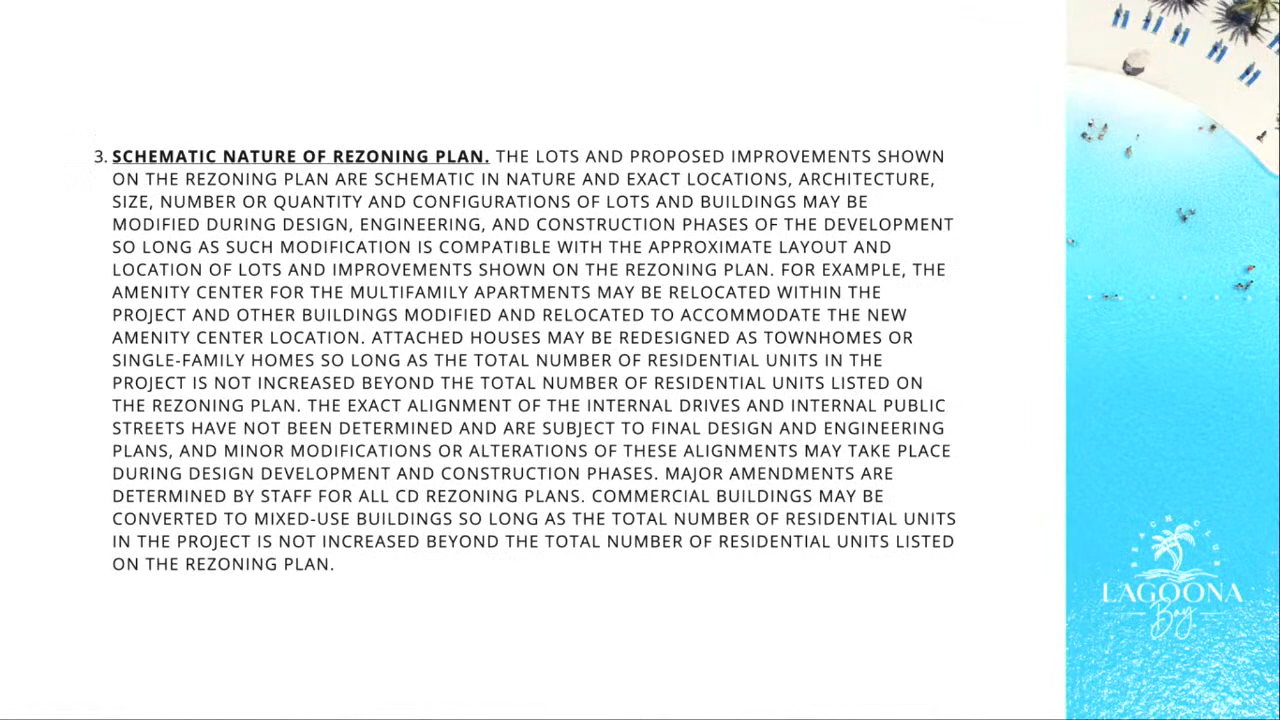 3. SCHEMATIC NATURE OF REZONING PLAN. THE LOTS AND PROPOSED IMPROVEMENTS SHOWN
ON THE REZONING PLAN ARE SCHEMATIC IN NATURE AND EXACT LOCATIONS, ARCHITECTURE,
SIZE, NUMBER OR QUANTITY AND CONFIGURATIONS OF LOTS AND BUILDINGS MAY BE
MODIFIED DURING DESIGN, ENGINEERING, AND CONSTRUCTION PHASES OF THE DEVELOPMENT
SO LONG AS SUCH MODIFICATION IS COMPATIBLE WITH THE APPROXIMATE LAYOUT AND
LOCATION OF LOTS AND IMPROVEMENTS SHOWN ON THE REZONING PLAN. FOR EXAMPLE, THE
AMENITY CENTER FOR THE MULTIFAMILY APARTMENTS MAY BE RELOCATED WITHIN THE
PROJECT AND OTHER BUILDINGS MODIFIED AND RELOCATED TO ACCOMMODATE THE NEW
AMENITY CENTER LOCATION. ATTACHED HOUSES MAY BE REDESIGNED AS TOWNHOMES OR
SINGLE-FAMILY HOMES SO LONG AS THE TOTAL NUMBER OF RESIDENTIAL UNITS IN THE
PROJECT IS NOT INCREASED BEYOND THE TOTAL NUMBER OF RESIDENTIAL UNITS LISTED ON
THE REZONING PLAN. THE EXACT ALIGNMENT OF THE INTERNAL DRIVES AND INTERNAL PUBLIC
STREETS HAVE NOT BEEN DETERMINED AND ARE SUBJECT TO FINAL DESIGN AND ENGINEERING
PLANS, AND MINOR MODIFICATIONS OR ALTERATIONS OF THESE ALIGNMENTS MAY TAKE PLACE
DURING DESIGN DEVELOPMENT AND CONSTRUCTION PHASES. MAJOR AMENDMENTS ARE
DETERMINED BY STAFF FOR ALL CD REZONING PLANS. COMMERCIAL BUILDINGS MAY BE
CONVERTED TO MIXED-USE BUILDINGS SO LONG AS THE TOTAL NUMBER OF RESIDENTIAL UNITS
IN THE PROJECT IS NOT INCREASED BEYOND THE TOTAL NUMBER OF RESIDENTIAL UNITS LISTED
ON THE REZONING PLAN.
BEACH CLUB
LAGOONA
Bay